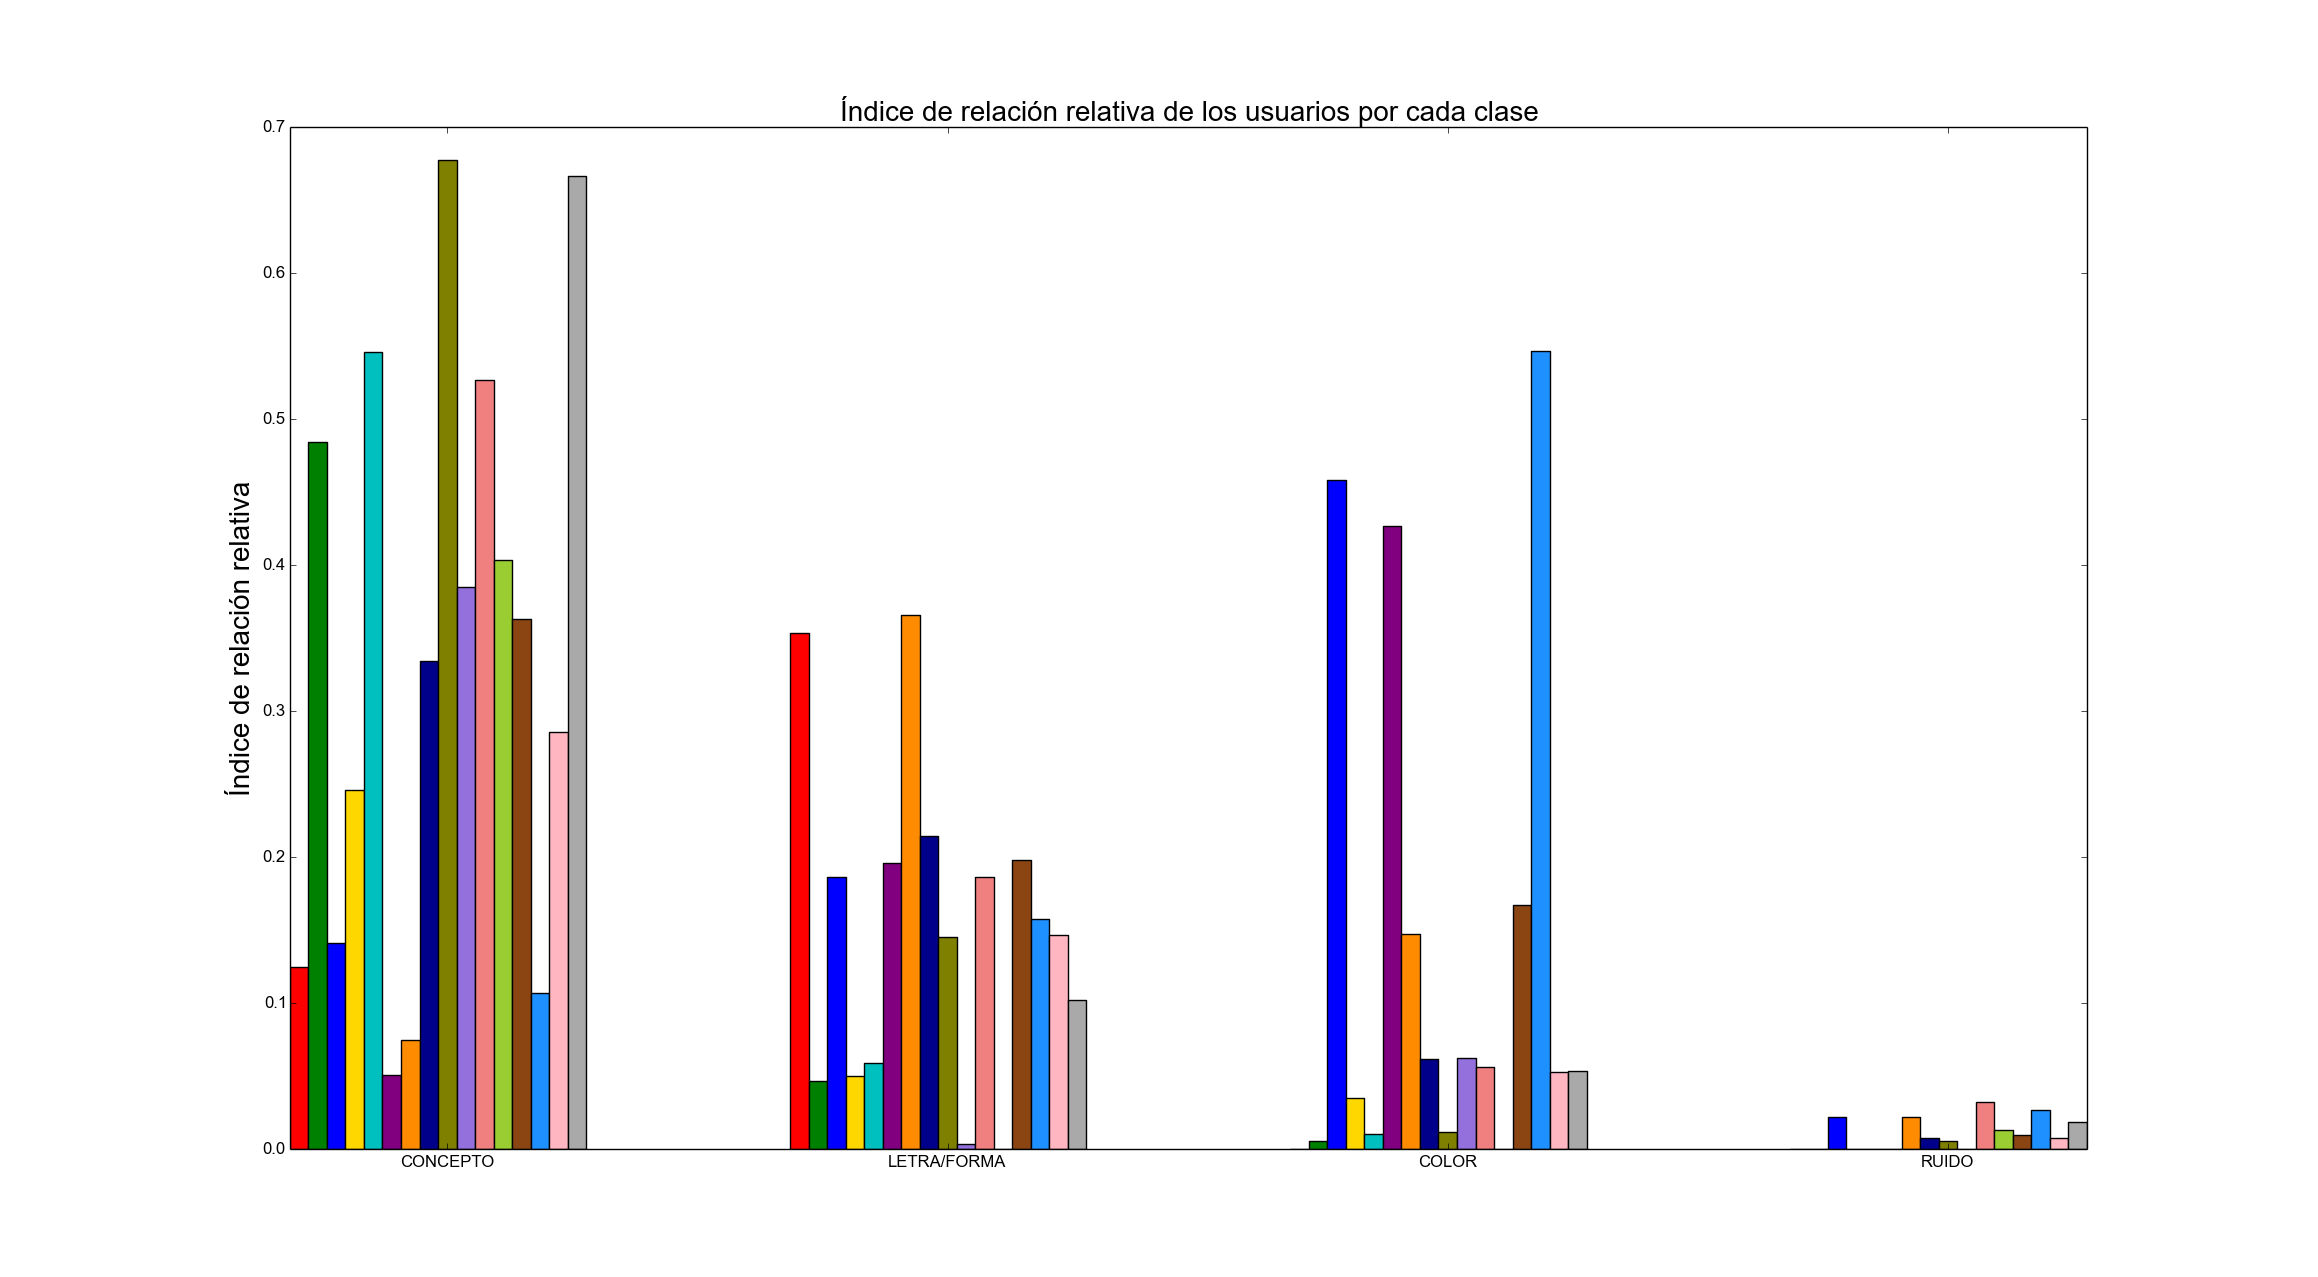 Índice de relación relativa de los usuarios por cada clase
Índice de relación relativa
0.7
0.6
0.5
0.4
0.3
0.2
0.1
0.0
CONCEPTO
LETRA/FORMA
COLOR
RUIDO